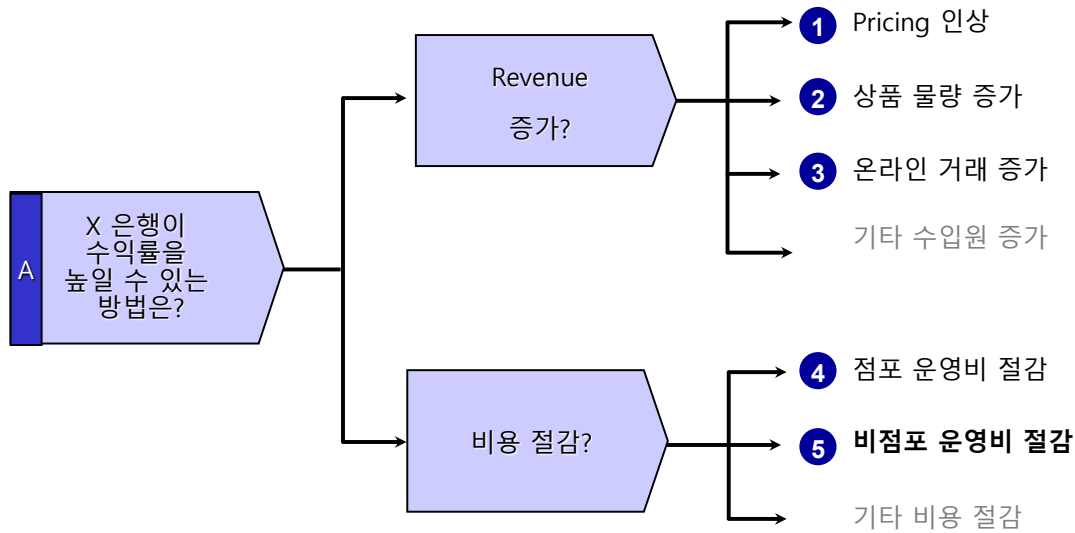 A
X 은행이
수익률을
높일 수 있는
방법은?
Revenue
증가?
1 Pricing 인상
2 상품 물량 증가
3 온라인 거래 증가
기타 수입원 증가
비용 절감?
4 점포 운영비 절감
5 비점포 운영비 절감
기타 비용 절감